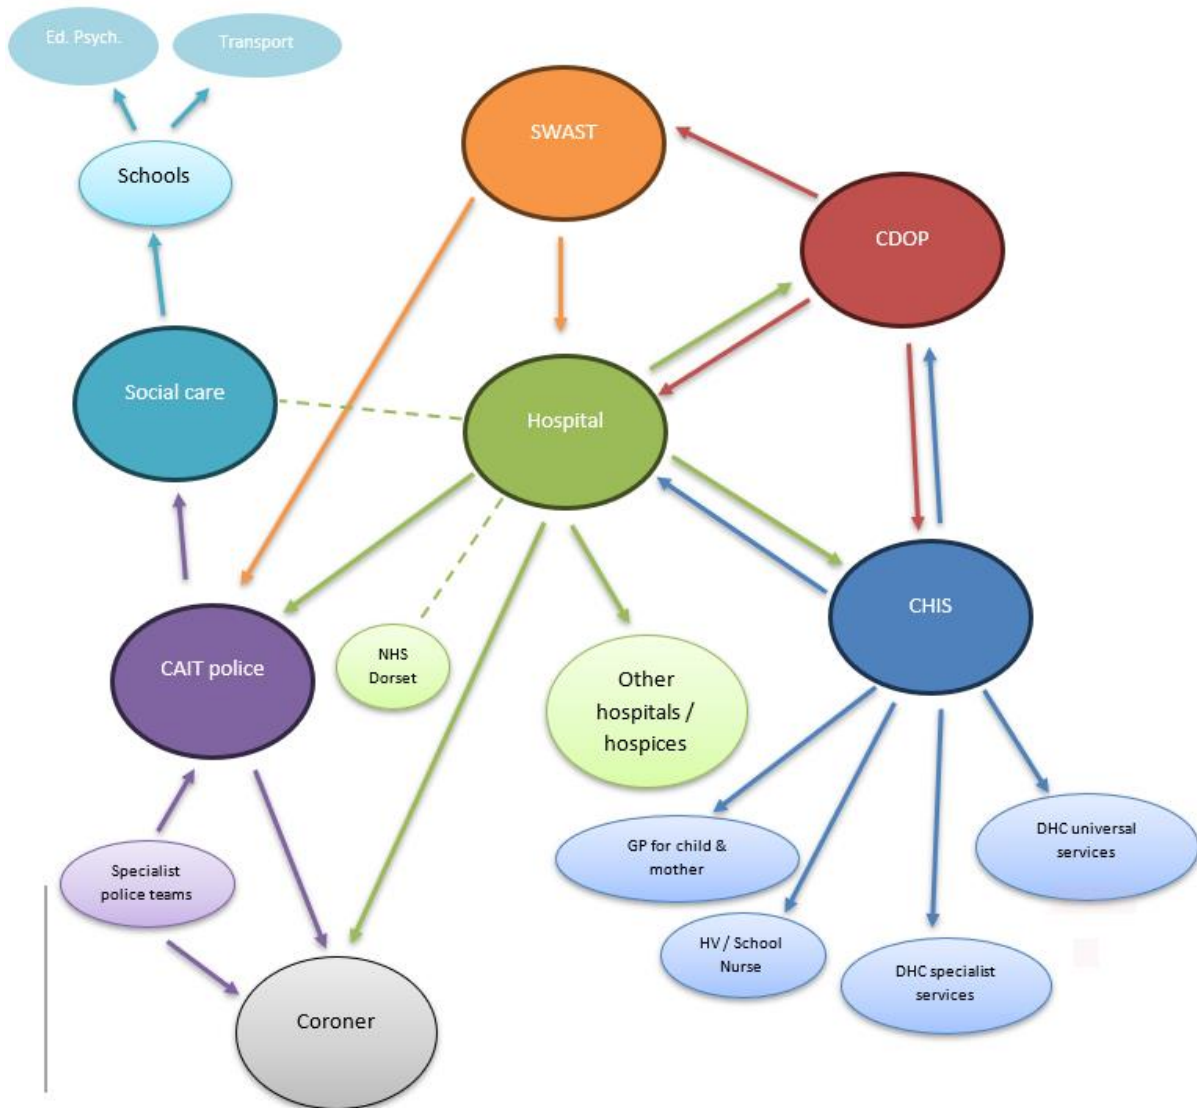 Ed. Psych.
Transport
SWAST
Schools
CDOP
Social care
Hospital
CHIS
CAIT police
NHS
Dorset
Other
hospitals /
hospices
GP for child &
mother
DHC universal
services
Specialist
police teams
HV / School
Nurse
DHC specialist
services
Coroner